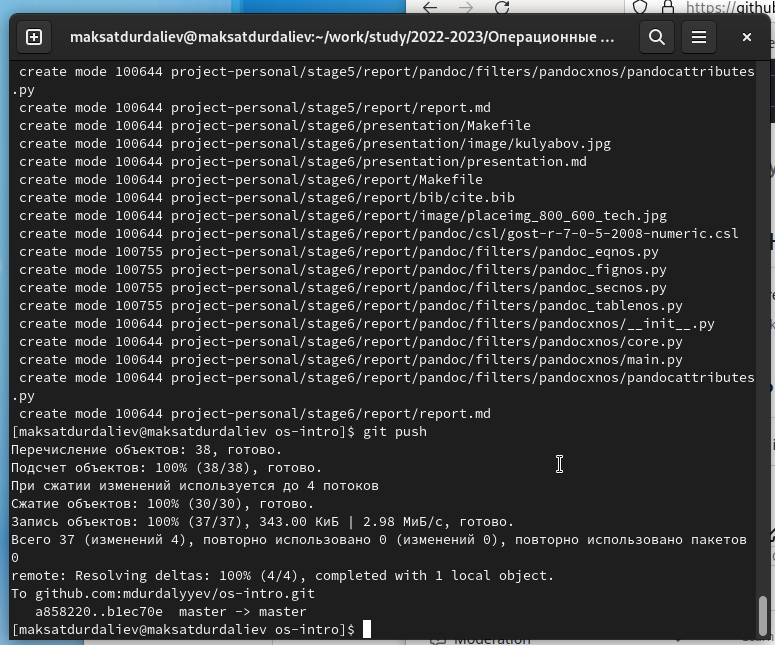 https://github
maksatdurdaliev@maksatdurdaliev:~/work/study/2022-2023/Операционные ...
create mode 100644 project-personal/stage5/report/pandoc/filters/pandocxnos/pandocattributes
.py
create mode 100644 project-personal/stage5/report/report.md
create mode 100644 project-personal/stage6/presentation/Makefile
create mode 100644 project-personal/stage6/presentation/image/kulyabov.jpg
create mode 100644 project-personal/stage6/presentation/presentation.md
create mode 100644 project-personal/stage6/report/Makefile
create mode 100644 project-personal/stage6/report/bib/cite.bib
create mode 100644 project-personal/stage6/report/image/placeimg_800_600_tech.jpg
create mode 100644 project-personal/stage6/report/pandoc/csl/gost-r-7-0-5-2008-numeric.csl
create mode 100755 project-personal/stage6/report/pandoc/filters/pandoc_eqnos.py
create mode 100755 project-personal/stage6/report/pandoc/filters/pandoc_fignos.py
create mode 100755 project-personal/stage6/report/pandoc/filters/pandoc_secnos.py
create mode 100755 project-personal/stage6/report/pandoc/filters/pandoc_tablenos.py
create mode 100644 project-personal/stage6/report/pandoc/filters/pandocxnos/__init__.py
create mode 100644 project-personal/stage6/report/pandoc/filters/pandocxnos/core.py
create mode 100644 project-personal/stage6/report/pandoc/filters/pandocxnos/main.py
create mode 100644 project-personal/stage6/report/pandoc/filters/pandocxnos/pandocattributes
.py
create mode 100644 project-personal/stage6/report/report.md
[maksatdurdaliev@maksatdurdaliev os-intro]$ git push
Перечисление объектов: 38, готово.
Подсчет объектов: 100% (38/38), готово.
При сжатии изменений используется до 4 потоков
Сжатие объектов: 100% (30/30), готово.
Запись объектов: 100% (37/37), 343.00 КиБ | 2.98 МиБ/с, готово.
Всего 37 (изменений 4), повторно использовано 0 (изменений 0), повторно использовано пакетов
0
remote: Resolving deltas: 100% (4/4), completed with 1 local object.
To github.com:mdurdalyyev/os-intro.git
a858220..b1ec70e  master -> master
[maksatdurdaliev@maksatdurdaliev os-intro]$
Moderation